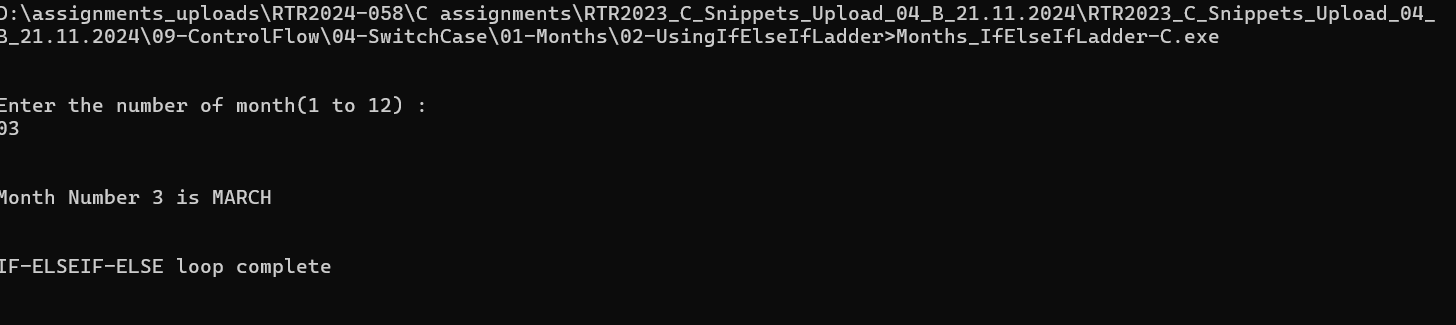 D:\assignments_uploads\RTR2024-058\C assignments\RTR2023_C_Snippets_Upload_04_B_21.11.2024\RTR2023_C_Snippets_Upload_04_
B_21.11.2024\09-ControlFlow\04-SwitchCase\01-Months\02-UsingIfElseIfLadder>Months_IfElseIfLadder-C.exe
Enter the number of month(1 to 12) :
03
Month Number 3 is MARCH
IF-ELSEIF-ELSE loop complete